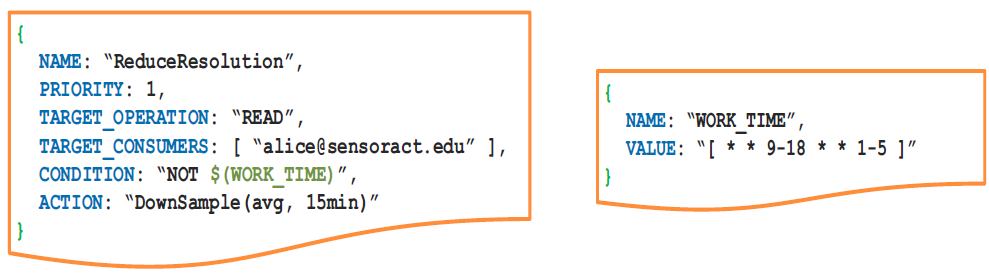 {
NAME: “ReduceResolution”,
PRIORITY: 1,
TARGET_OPERATION: “READ”,
TARGET_CONSUMERS: [ “alice@sensoract.edu” ],
CONDITION: “NOT $(WORK_TIME)”,
ACTION: “DownSample(avg, 15min)”
}
{
NAME: “WORK_TIME”,
VALUE: “[ * * 9-18 * * 1-5 ]”
}